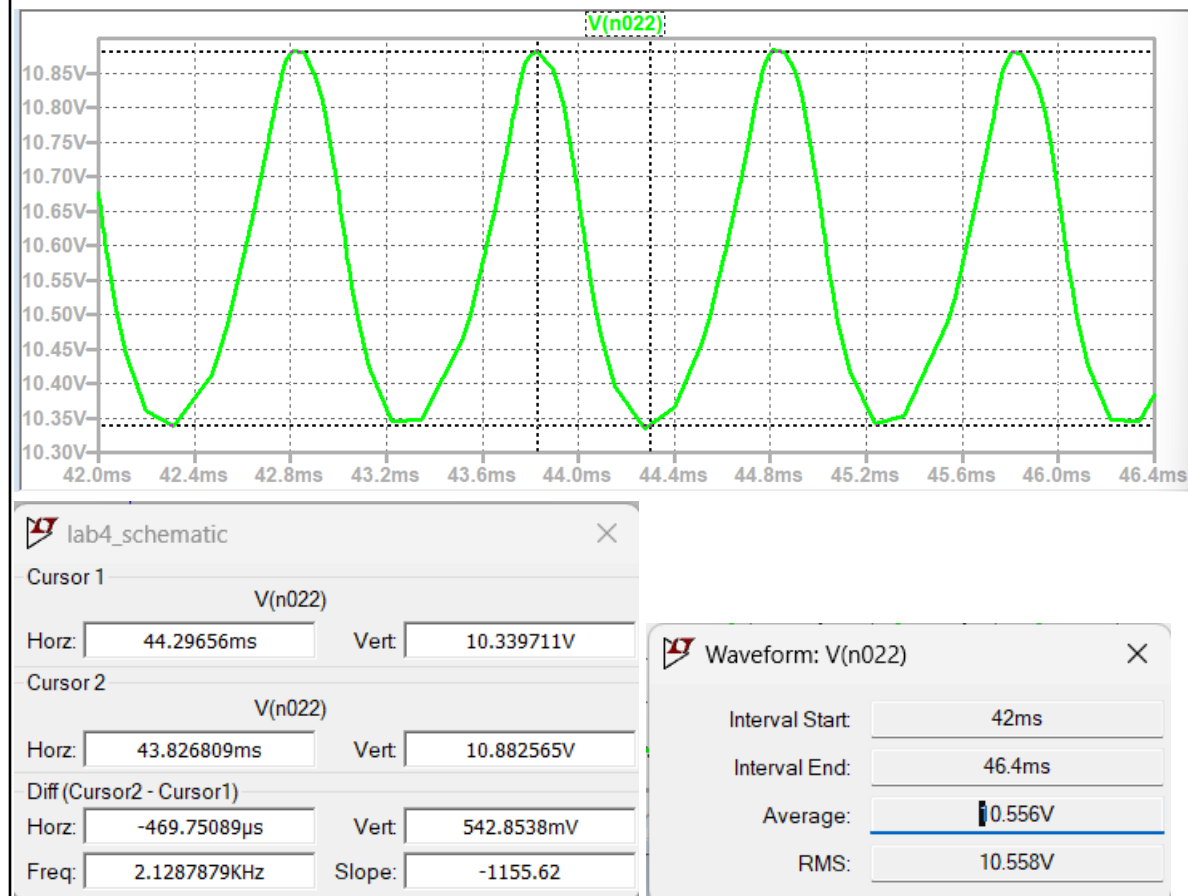 V(n022)
10.85V
10.80V
10.75V
10.70V
10.65V
10.60V
10.55V
10.50V
10.45V
10.40V
10.35V
10.30V
42.0ms 42.4ms 42.8ms 43.2ms 43.6ms 44.0ms 44.4ms 44.8ms 45.2ms 45.6ms 46.0ms 46.4ms
lab4_schematic
Cursor 1
V(n022)
Horz: 44.29656ms Vert: 10.339711V
Cursor 2
V(n022)
Horz: 43.826809ms Vert: 10.882565V
Diff (Cursor2 - Cursor1)
Horz: -469.75089µs Vert: 542.8538mV
Freq: 2.1287879KHz Slope: -1155.62
Waveform: V(n022)
Interval Start: 42ms
Interval End: 46.4ms
Average: 10.556V
RMS: 10.558V